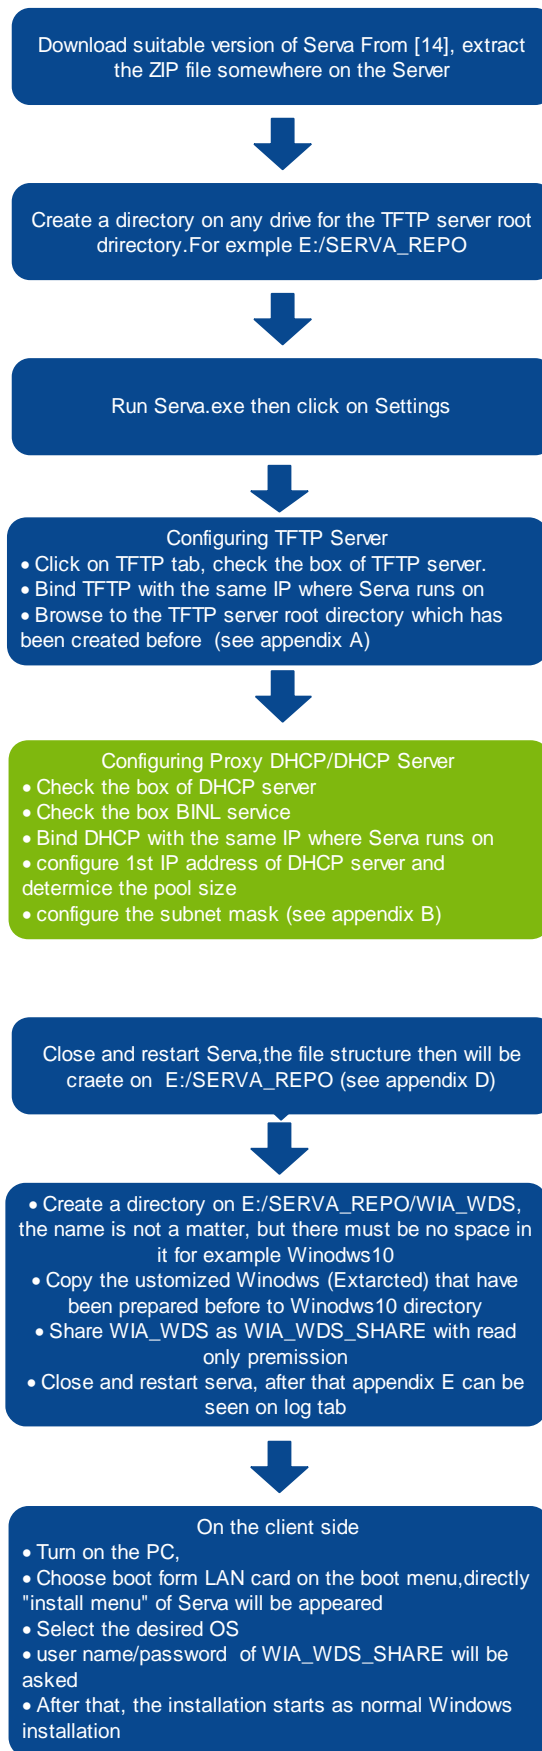 Download suitable version of Serva From [14], extract
the ZIP file somewhere on the Server
Create a directory on any drive for the TFTP server root
drirectory.For exmple E:/SERVA_REPO
Run Serva.exe then click on Settings
Configuring TFTP Server
• Click on TFTP tab, check the box of TFTP server.
• Bind TFTP with the same IP where Serva runs on
• Browse to the TFTP server root directory which has
been created before (see appendix A)
Configuring Proxy DHCP/DHCP Server
• Check the box of DHCP server
• Check the box BINL service
• Bind DHCP with the same IP where Serva runs on
• configure 1st IP address of DHCP server and
determice the pool size
• configure the subnet mask (see appendix B)
Close and restart Serva,the file structure then will be
craete on E:/SERVA_REPO (see appendix D)
• Create a directory on E:/SERVA_REPO/WIA_WDS,
the name is not a matter, but there must be no space in
it for example Winodws10
• Copy the ustomized Winodws (Extarcted) that have
been prepared before to Winodws10 directory
• Share WIA_WDS as WIA_WDS_SHARE with read
only premission
• Close and restart serva, after that appendix E can be
seen on log tab
On the client side
• Turn on the PC,
• Choose boot form LAN card on the boot menu,directly
"install menu" of Serva will be appeared
• Select the desired OS
• user name/password of WIA_WDS_SHARE will be
asked
• After that, the installation starts as normal Windows
installation